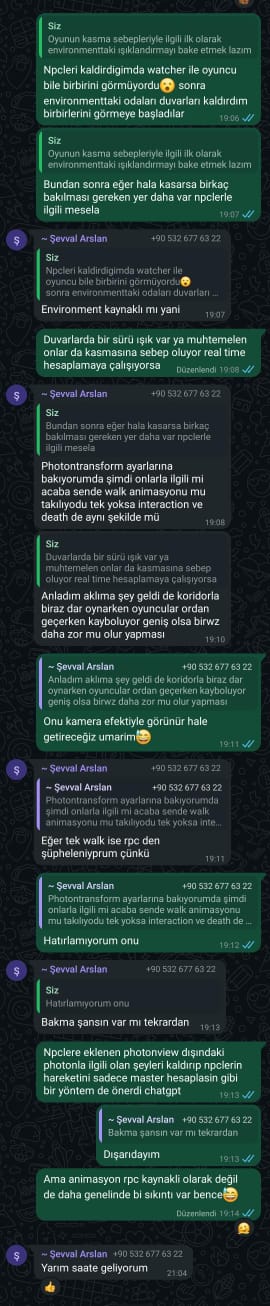 Siz
Oyunun kasma sebepleriyle ilgili ilk olarak
environmenttaki ışıklandırmayı bake etmek lazım
Npcleri kaldirdigimda watcher ile oyuncu
bile birbirini görmüyordu😮 sonra
environmenttaki odaları duvarları kaldırdım
birbirlerini görmeye başladılar
19:06
Siz
Oyunun kasma sebepleriyle ilgili ilk olarak
environmenttaki ışıklandırmayı bake etmek lazım
Bundan sonra eğer hala kasarsa birkaç
bakılması gereken yer daha var npclerle
ilgili mesela
19:07
Ş
~ Şevval Arslan +90 532 677 63 22
Siz
Npcleri kaldirdigimda watcher ile
oyuncu bile birbirini görmüyordu😮
sonra environmenttaki odaları duvarları ...
Environment kaynaklı mı yani
19:07
Duvarlarda bir sürü ışık var ya muhtemelen
onlar da kasmasına sebep oluyor real time
hesaplamaya çalışıyorsa
Düzenlendi 19:08
Ş
~ Şevval Arslan +90 532 677 63 22
Siz
Bundan sonra eğer hala kasarsa birkaç
bakılması gereken yer daha var npclerle
ilgili mesela
Photontransform ayarlarına
bakıyorumda şimdi onlarla ilgili mi
acaba sende walk animasyonu mu
takılıyodu tek yoksa interaction ve
death de aynı şekilde mü
19:08
Siz
Duvarlarda bir sürü ışık var ya
muhtemelen onlar da kasmasına sebep
oluyor real time hesaplamaya çalışıyorsa
Anladım aklıma şey geldi de koridorla
biraz dar oynarken oyuncular ordan
geçerken kayboluyor geniş olsa birwz
daha zor mu olur yapması
19:10
~ Şevval Arslan +90 532 677 63 22
Anladım aklıma şey geldi de koridorla biraz dar
oynarken oyuncular ordan geçerken kayboluyor
geniş olsa birwz daha zor mu olur yapması
Onu kamera efektiyle görünür hale
getireceğiz umarim😅
19:11
Ş
~ Şevval Arslan +90 532 677 63 22
~ Şevval Arslan +90 532 677 63 22
Photontransform ayarlarına bakıyorumda
şimdi onlarla ilgili mi acaba sende walk
animasyonu mu takılıyodu tek yoksa inte...
Eğer tek walk ise rpc den
şüpheleniyprum çünkü
19:11
~ Şevval Arslan +90 532 677 63 22
Photontransform ayarlarına bakıyorumda şimdi
onlarla ilgili mi acaba sende walk animasyonu
mu takılıyodu tek yoksa interaction ve death de ...
Hatırlamıyorum onu
19:12
Ş
~ Şevval Arslan +90 532 677 63 22
Siz
Hatırlamıyorum onu
Bakma şansın var mı tekrardan
19:13
Npclere eklenen photonview dışındaki
photonla ilgili olan şeyleri kaldırıp npclerin
hareketini sadece master hesaplasin gibi
bir yöntem de önerdi chatgpt
19:13
~ Şevval Arslan +90 532 677 63 22
Bakma şansın var mı tekrardan
Dışarıdayım
19:13
Ama animasyon rpc kaynakli olarak değil
de daha genelinde bi sıkıntı var bence😅
Düzenlendi 19:14
Ş
~ Şevval Arslan +90 532 677 63 22
Yarım saate geliyorum
21:04